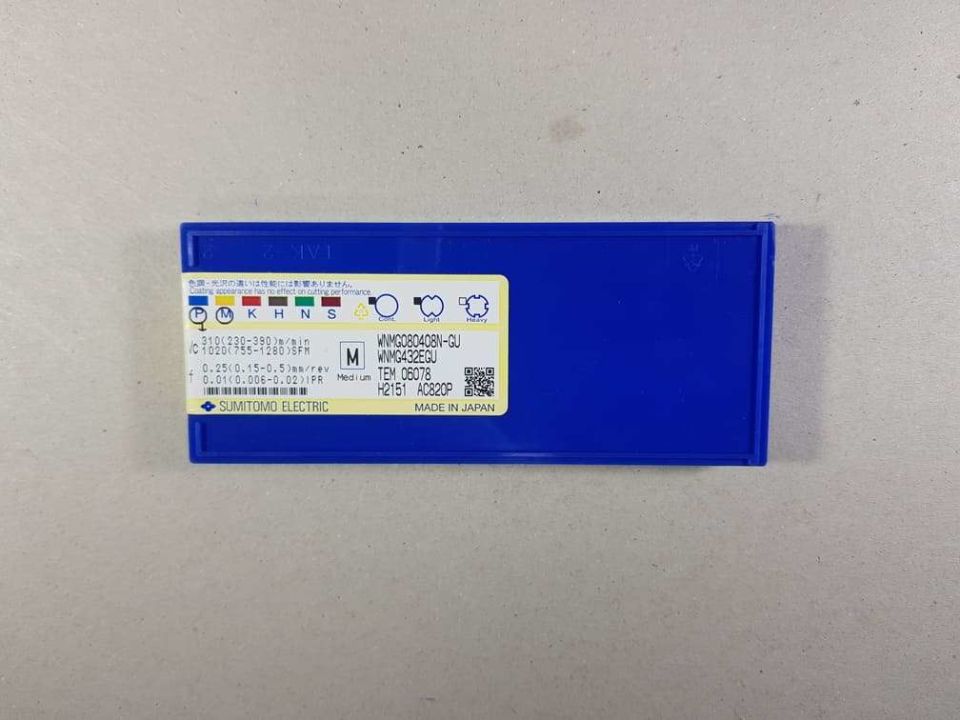 色調・光沢の違いは性能には影響ありません。
Coating appearance has no effect on cutting performance.
P M K H N S
Cont. Light Heavy
310(230-390)m/min
C 1020(755-1280)SFM
f 0.25(0.15-0.5)mm/rev
0.01(0.006-0.02)IPR
M
Medium
WNMG080408N-GU
WNMG432EGU
TEM 06078
H2151 AC820P
SUMITOMO ELECTRIC
MADE IN JAPAN